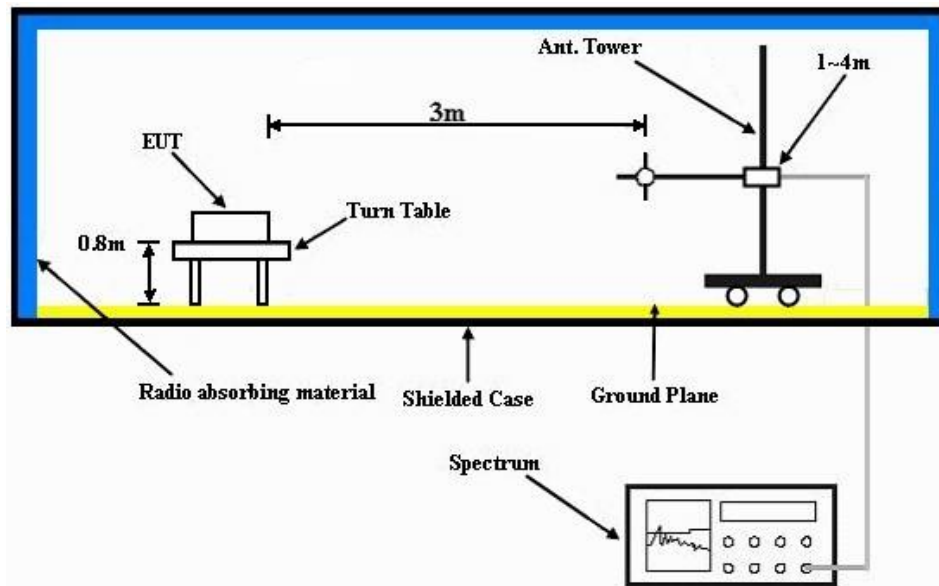 Ant. Tower
1~4m
3m
EUT
Turn Table
0.8m
Radio absorbing material
Shielded Case
Ground Plane
Spectrum